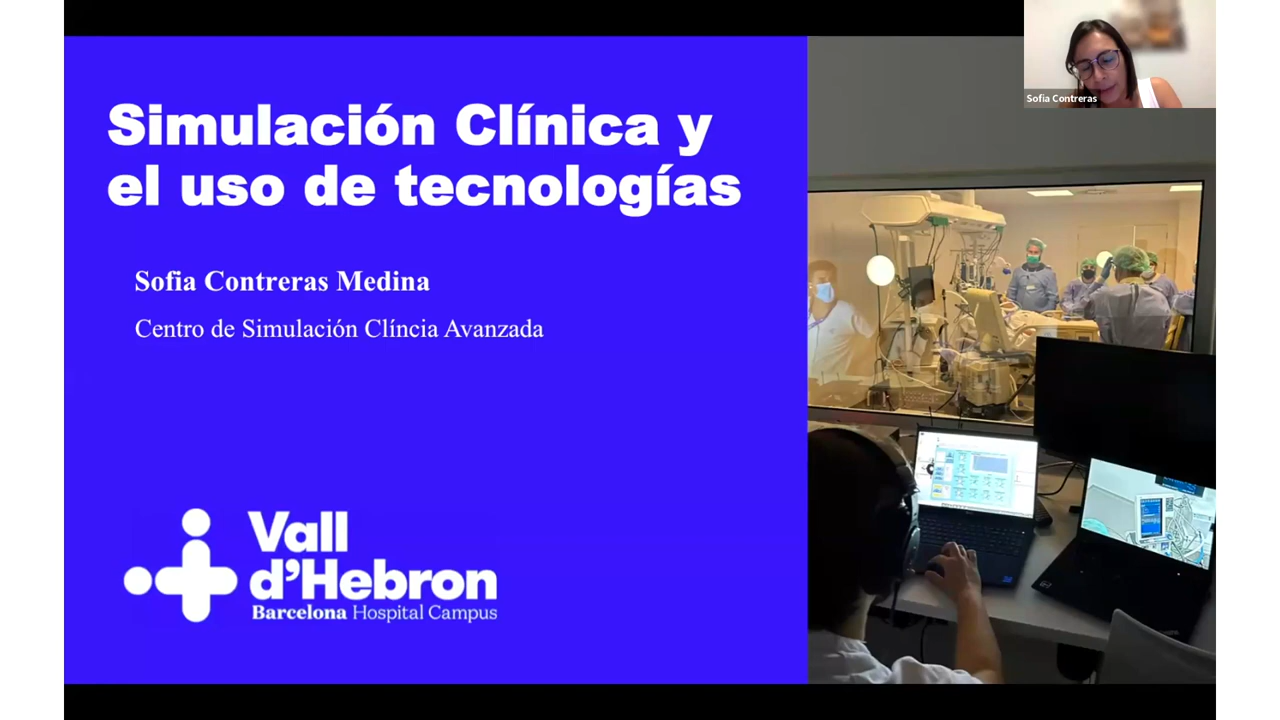 Simulación Clínica y
el uso de tecnologías
Sofia Contreras Medina
Centro de Simulación Clíncia Avanzada
Vall
d'Hebron
Barcelona Hospital Campus
Sofia Contreras